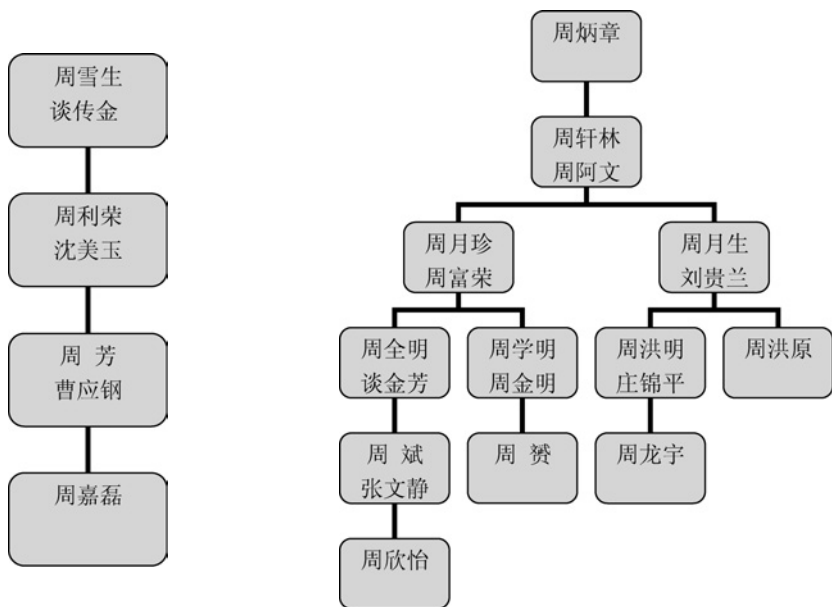 周雪生
谈传金
周利荣
沈美玉
周 芳
曹应钢
周嘉磊
周炳章
周轩林
周阿文
周月珍
周富荣
周月生
刘贵兰
周全明
谈金芳
周学明
周金明
周洪明
庄锦平
周洪原
周 斌
张文静
周 赟
周龙宇
周欣怡